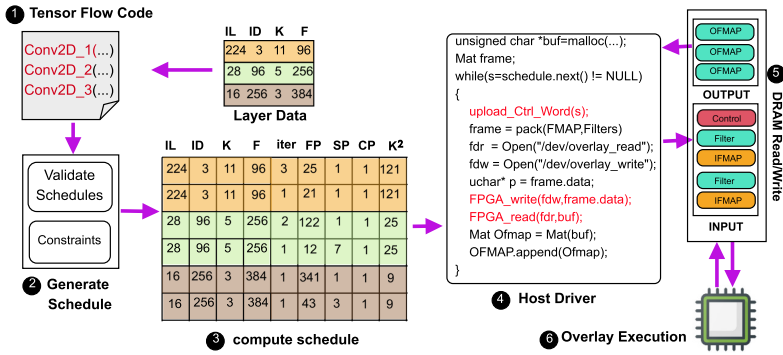 1 Tensor Flow Code
Conv2D_1(...)
Conv2D_2(...)
Conv2D_3(...)
IL ID K F
224 3 11 96
28 96 5 256
16 256 3 384
Layer Data
Validate
Schedules
Constraints
2 Generate
Schedule
IL ID K F iter FP SP CP K²
224 3 11 96 3 25 1 1 121
224 3 11 96 1 21 1 1 121
28 96 5 256 2 122 1 1 25
28 96 5 256 1 12 7 1 25
16 256 3 384 1 341 1 1 9
16 256 3 384 1 43 3 1 9
3 compute schedule
unsigned char *buf=malloc(...);
Mat frame;
while(s=schedule.next() != NULL)
{
upload_Ctrl_Word(s);
frame = pack(FMAP,Filters)
fdr = Open("/dev/overlay_read");
fdw = Open("/dev/overlay_write");
uchar* p = frame.data;
FPGA_write(fdw,frame.data);
FPGA_read(fdr,buf);
Mat Ofmap = Mat(buf);
OFMAP.append(Ofmap);
}
4 Host Driver
OFMAP
OFMAP
OFMAP
OUTPUT
Control
Filter
IFMAP
Filter
IFMAP
INPUT
5 DRAM Read/Write
6 Overlay Execution